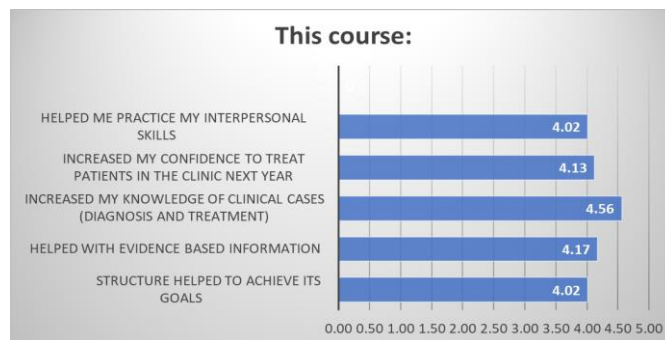 This course:
HELPED ME PRACTICE MY INTERPERSONAL
SKILLS
4.02
INCREASED MY CONFIDENCE TO TREAT
PATIENTS IN THE CLINIC NEXT YEAR
4.13
INCREASED MY KNOWLEDGE OF CLINICAL CASES
(DIAGNOSIS AND TREATMENT)
4.56
HELPED WITH EVIDENCE BASED INFORMATION
4.17
STRUCTURE HELPED TO ACHIEVE ITS
GOALS
4.02
0.00 0.50 1.00 1.50 2.00 2.50 3.00 3.50 4.00 4.50 5.00